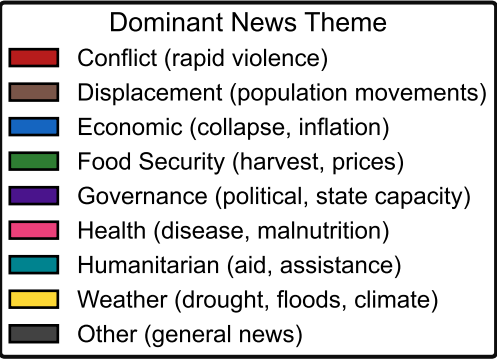 Dominant News Theme
Conflict (rapid violence)
Displacement (population movements)
Economic (collapse, inflation)
Food Security (harvest, prices)
Governance (political, state capacity)
Health (disease, malnutrition)
Humanitarian (aid, assistance)
Weather (drought, floods, climate)
Other (general news)